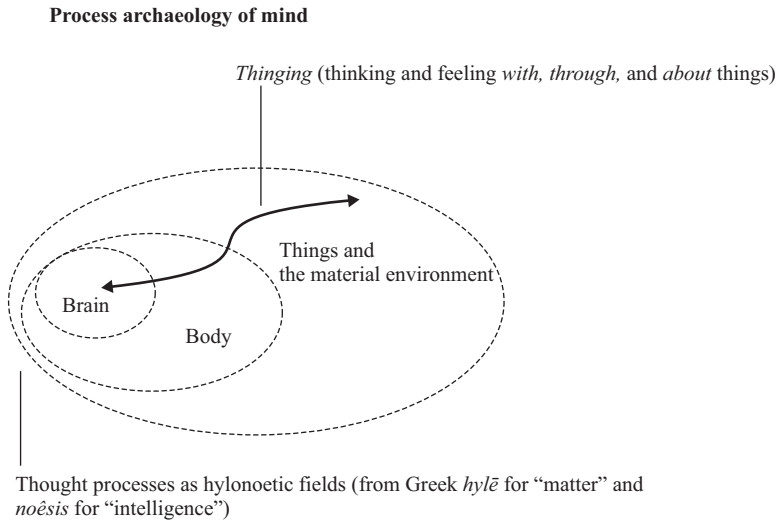 Process archaeology of mind
Thinging (thinking and feeling with, through, and about things)
Things and
the material environment
Brain
Body
Thought processes as hylonoetic fields (from Greek hylē for “matter” and
noêsis for “intelligence”)